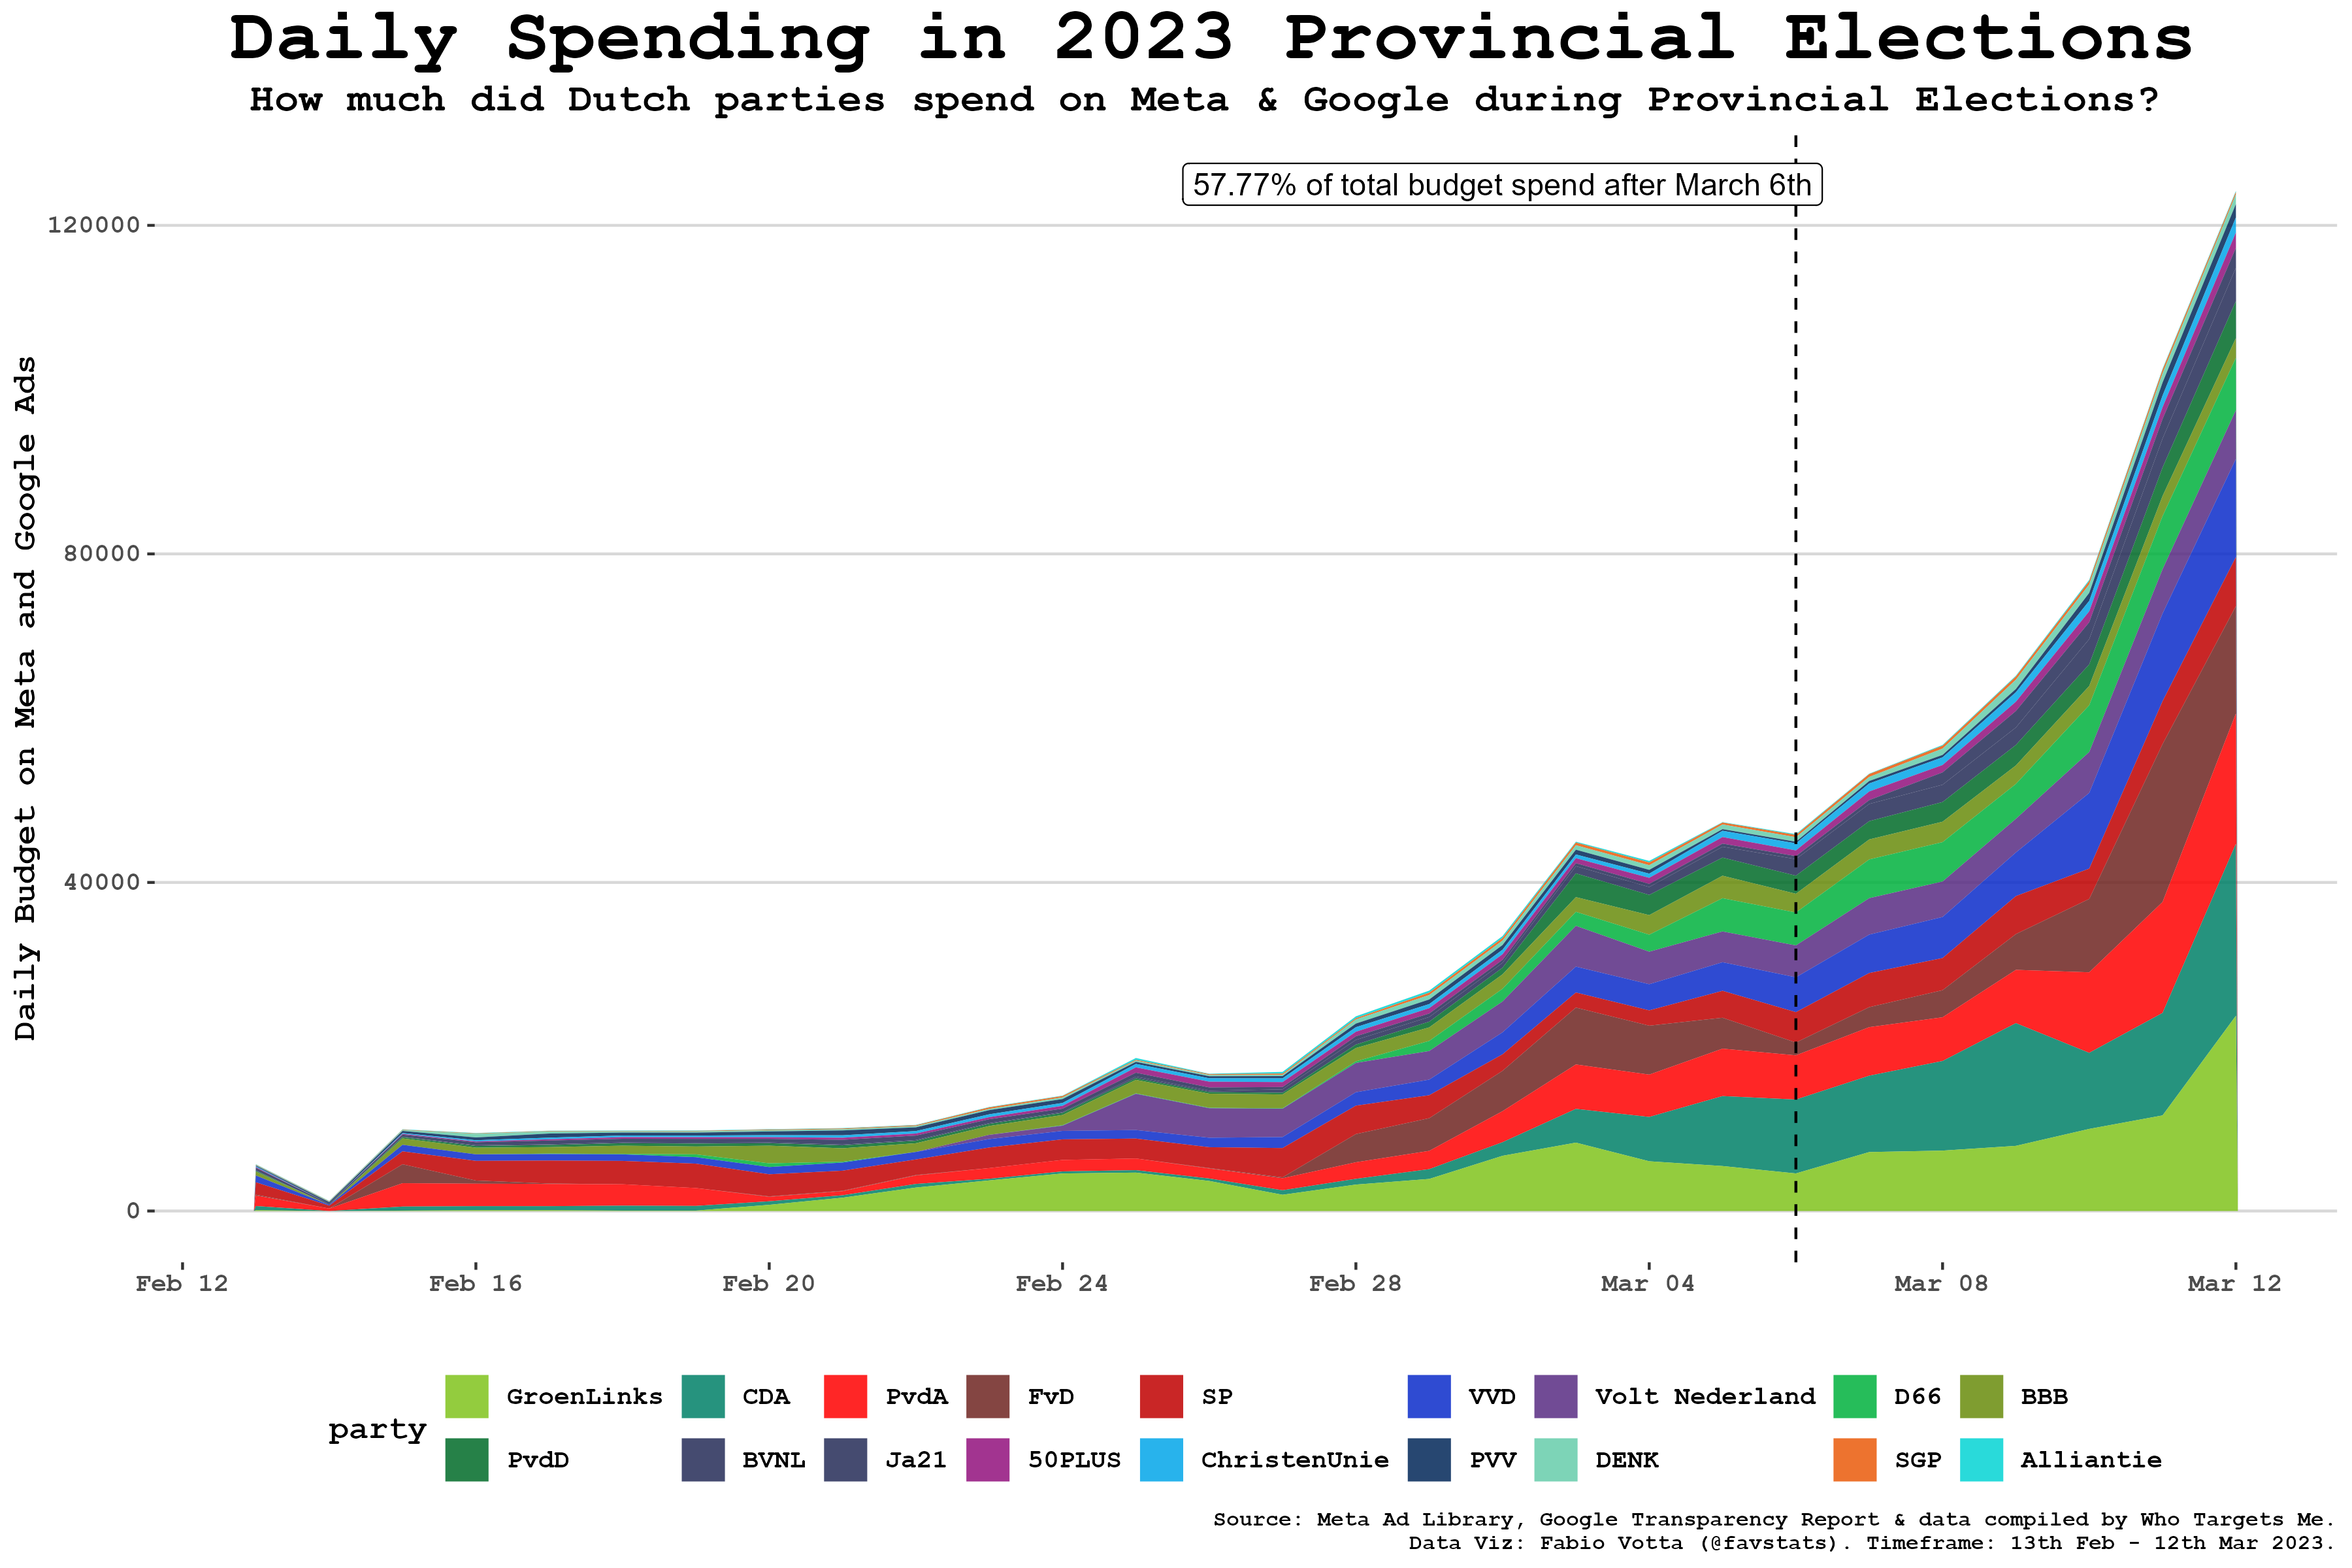 Daily Spending in 2023 Provincial Elections
How much did Dutch parties spend on Meta & Google during Provincial Elections?
57.77% of total budget spend after March 6th
Daily Budget on Meta and Google Ads
120000
80000
40000
0
Feb 12 Feb 16 Feb 20 Feb 24 Feb 28 Mar 04 Mar 08 Mar 12
party
GroenLinks CDA PvdA FvD SP VVD Volt Nederland D66 BBB
PvdD BVNL Ja21 50PLUS ChristenUnie PVV DENK SGP Alliantie
Source: Meta Ad Library, Google Transparency Report & data compiled by Who Targets Me.
Data Viz: Fabio Votta (@favstats). Timeframe: 13th Feb - 12th Mar 2023.